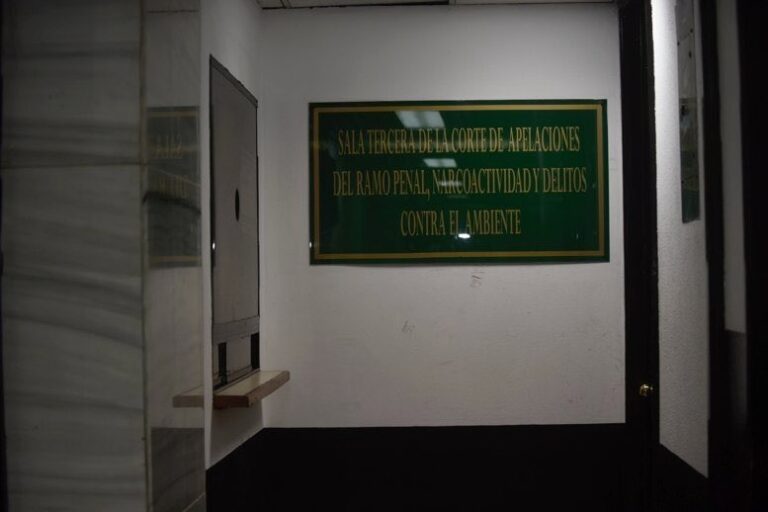 SALA TERCERA DE LA CORTE DE APELACIONES
DEL RAMO PENAL, NARCOACTIVIDAD Y DELITOS
CONTRA EL AMBIENTE